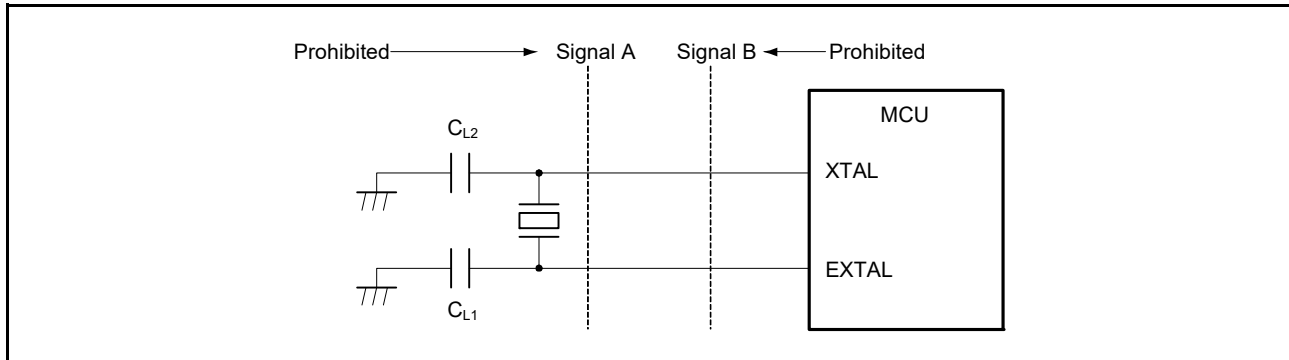 Prohibited Signal A Signal B Prohibited
MCU
CL2
XTAL
EXTAL
CL1